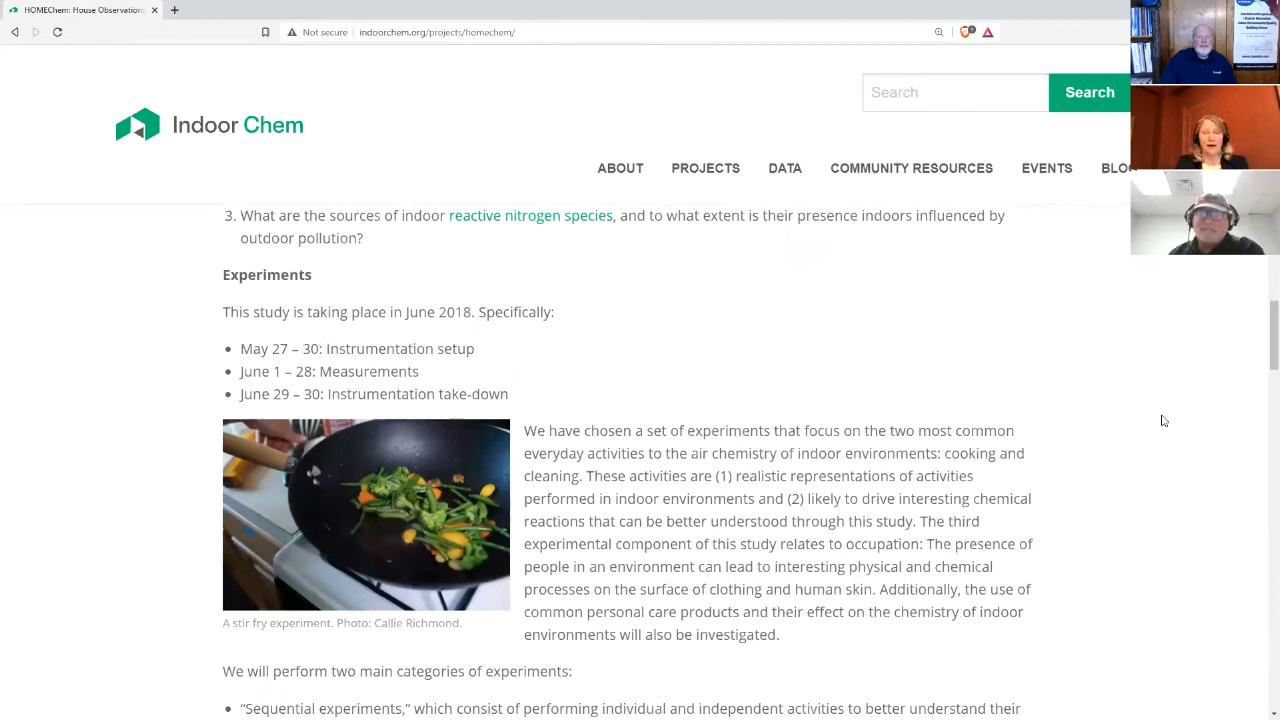 HOMEChem: House Observations
Not secure indoorchem.org/projects/homechem/
Search Search
Indoor Chem
ABOUT PROJECTS DATA COMMUNITY RESOURCES EVENTS BLO
3. What are the sources of indoor reactive nitrogen species, and to what extent is their presence indoors influenced by
outdoor pollution?
Experiments
This study is taking place in June 2018. Specifically:
• May 27 – 30: Instrumentation setup
• June 1 – 28: Measurements
• June 29 – 30: Instrumentation take-down
We have chosen a set of experiments that focus on the two most common
everyday activities to the air chemistry of indoor environments: cooking and
cleaning. These activities are (1) realistic representations of activities
performed in indoor environments and (2) likely to drive interesting chemical
reactions that can be better understood through this study. The third
experimental component of this study relates to occupation: The presence of
people in an environment can lead to interesting physical and chemical
processes on the surface of clothing and human skin. Additionally, the use of
common personal care products and their effect on the chemistry of indoor
environments will also be investigated.
A stir fry experiment. Photo: Callie Richmond.
We will perform two main categories of experiments:
• “Sequential experiments,” which consist of performing individual and independent activities to better understand their